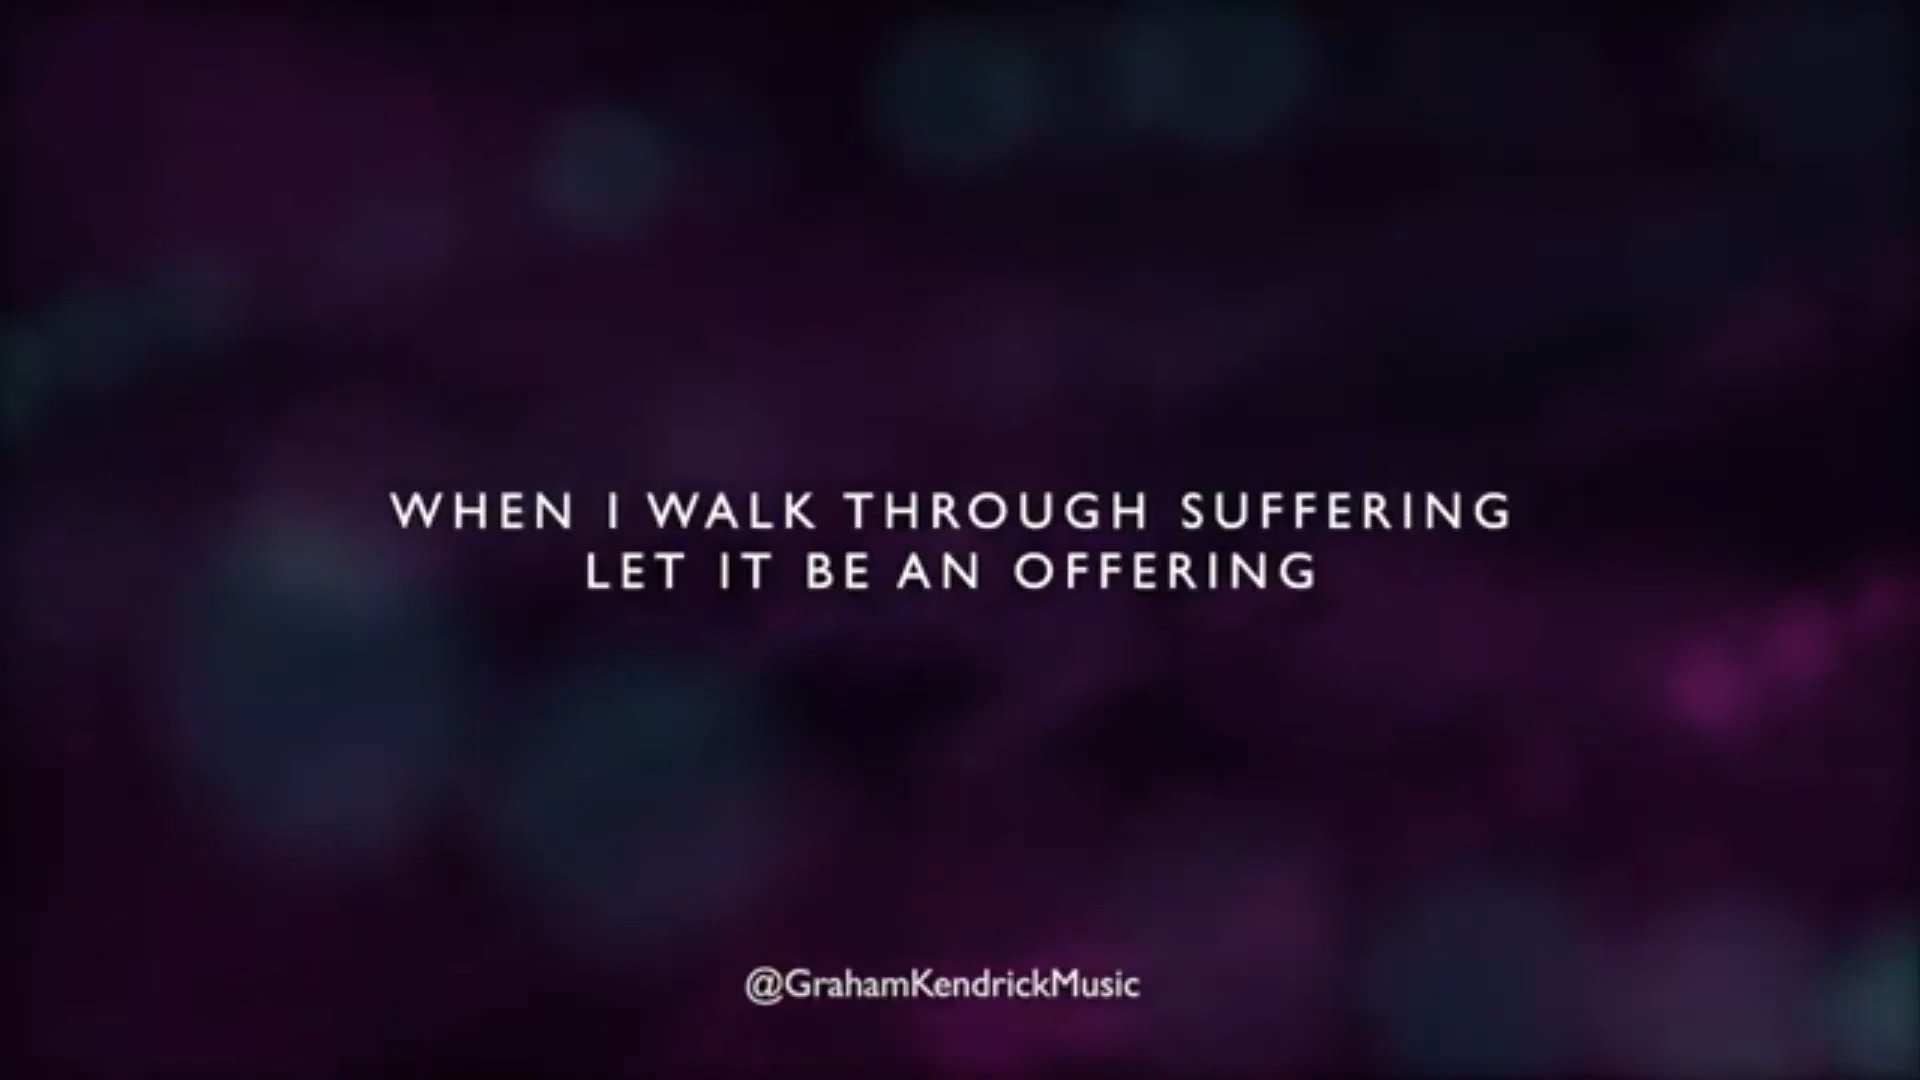 WHEN I WALK THROUGH SUFFERING
LET IT BE AN OFFERING
@GrahamKendrickMusic